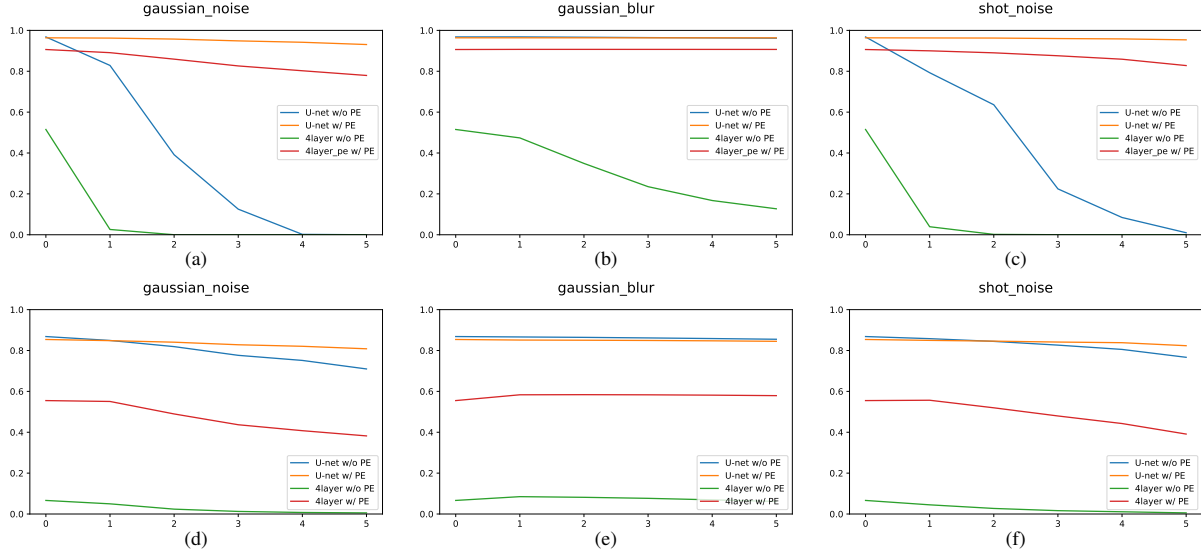 gaussian_noise
1.0
0.8
0.6
0.4
0.2
0.0
0 1 2 3 4 5
U-net w/o PE
U-net w/ PE
4layer w/o PE
4layer_pe w/ PE
(a)
gaussian_blur
1.0
0.8
0.6
0.4
0.2
0.0
0 1 2 3 4 5
U-net w/o PE
U-net w/ PE
4layer w/o PE
4layer_pe w/ PE
(b)
shot_noise
1.0
0.8
0.6
0.4
0.2
0.0
0 1 2 3 4 5
U-net w/o PE
U-net w/ PE
4layer w/o PE
4layer_pe w/ PE
(c)
gaussian_noise
1.0
0.8
0.6
0.4
0.2
0.0
0 1 2 3 4 5
U-net w/o PE
U-net w/ PE
4layer w/o PE
4layer w/ PE
(d)
gaussian_blur
1.0
0.8
0.6
0.4
0.2
0.0
0 1 2 3 4 5
U-net w/o PE
U-net w/ PE
4layer w/o PE
4layer w/ PE
(e)
shot_noise
1.0
0.8
0.6
0.4
0.2
0.0
0 1 2 3 4 5
U-net w/o PE
U-net w/ PE
4layer w/o PE
4layer w/ PE
(f)